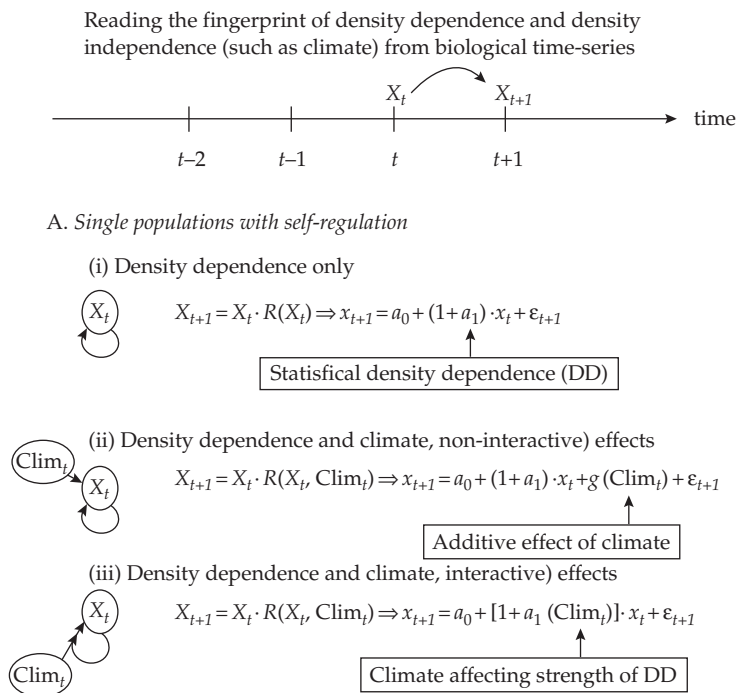 Reading the fingerprint of density dependence and density
independence (such as climate) from biological time-series
X_t X_{t+1}
time
t–2 t–1 t t+1
A. Single populations with self-regulation
(i) Density dependence only
X_t
X_{t+1} = X_t · R(X_t) ⇒ x_{t+1} = a_0 + (1+a_1) · x_t + ε_{t+1}
Statisfical density dependence (DD)
(ii) Density dependence and climate, non-interactive) effects
Clim_t
X_t
X_{t+1} = X_t · R(X_t, Clim_t) ⇒ x_{t+1} = a_0 + (1+a_1) · x_t + g (Clim_t) + ε_{t+1}
Additive effect of climate
(iii) Density dependence and climate, interactive) effects
X_t
X_{t+1} = X_t · R(X_t, Clim_t) ⇒ x_{t+1} = a_0 + [1+a_1 (Clim_t)] · x_t + ε_{t+1}
Clim_t
Climate affecting strength of DD